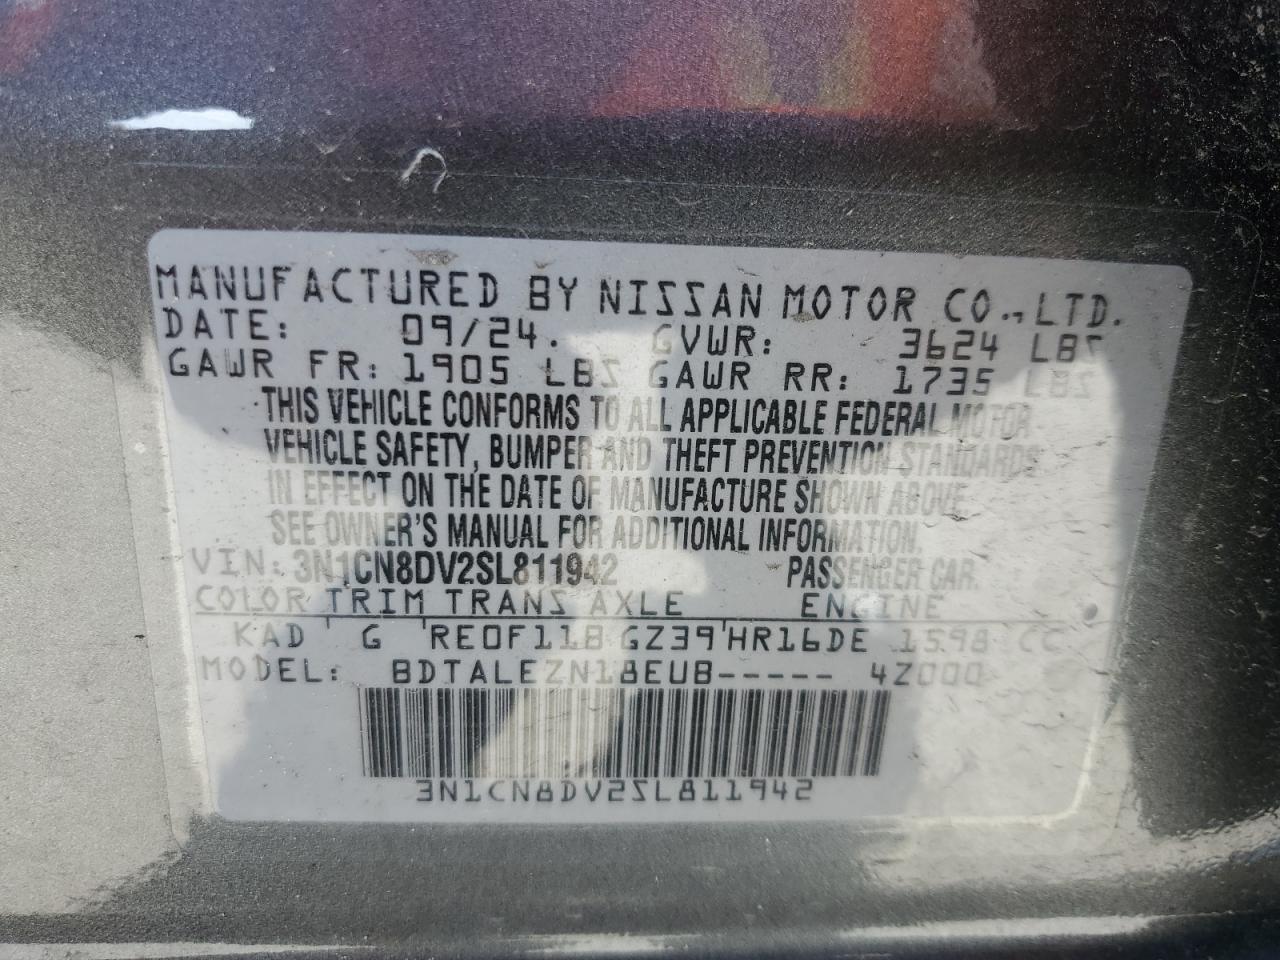 MANUFACTURED BY NISSAN MOTOR CO., LTD.
DATE: 09/24. GVWR: 3624 LBS
GAWR FR: 1905 LBS GAWR RR: 1735 LBS
THIS VEHICLE CONFORMS TO ALL APPLICABLE FEDERAL MOTOR
VEHICLE SAFETY, BUMPER AND THEFT PREVENTION STANDARDS
IN EFFECT ON THE DATE OF MANUFACTURE SHOWN ABOVE.
SEE OWNER'S MANUAL FOR ADDITIONAL INFORMATION.
VIN: 3N1CN8DV2SL811942 PASSENGER CAR.
COLOR TRIM TRANS AXLE ENGINE
KAD G RE0F11B GZ39 HR16DE 1598 CC
MODEL: BDTALEZN18EUB----- 4Z000
3N1CN8DV2SL811942